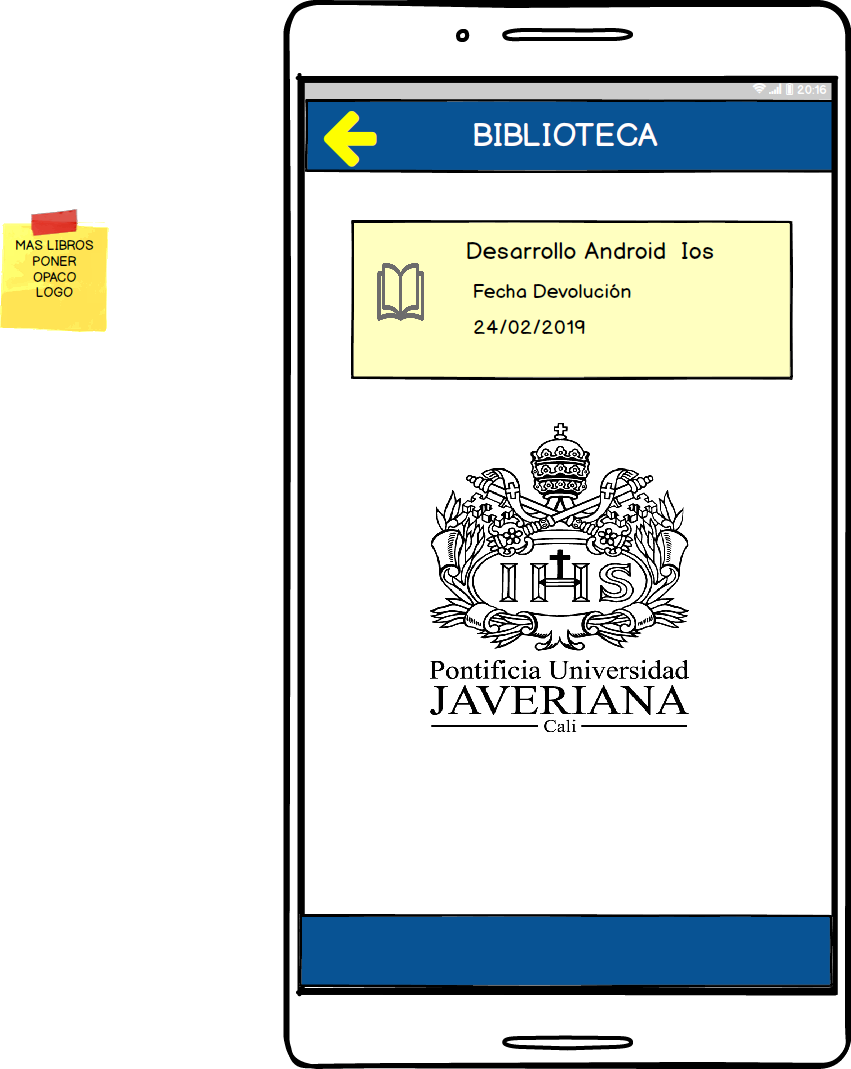 20:16
BIBLIOTECA
MAS LIBROS
PONER
OPACO
LOGO
Desarrollo Android Ios
Fecha Devolución
24/02/2019
IHS
Pontificia Universidad
JAVERIANA
Cali